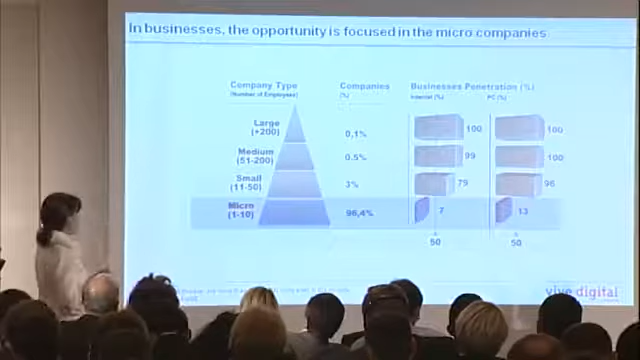 In businesses, the opportunity is focused in the micro companies
Company Type Companies Businesses Penetration (%)
(Number of Employees) (%) Internet (%) PC (%)
Large
(+200) 0,1% 100 100
Medium
(51-200) 0.5% 99 100
Small
(11-50) 3% 79 96
Micro
(1-10) 96,4% 7 13
50 50
vive digital